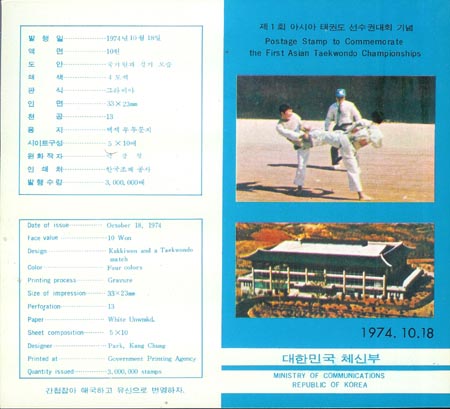 발행일 1974년 10월 18일
액면 10원
도안 국기원과 경기 모습
색채 4도색
판식 그라비아
인면 33×23mm
천공 13
용지
시이트구성 5×10매
원화작자
인쇄처 한국조폐공사
발행수량 3,000,000매
Date of issue October 18, 1974
Face value 10 Won
Design Kukkiwon and a Taekwondo
match
Color Four colors
Printing process Gravure
Size of impression 33×23mm
Perforation 13
Paper White Unwmkd.
Sheet composition 5×10
Designer Park, Kang Chung
Printed at Government Printing Agency
Quantity issued 3,000,000 stamps
간첩잡아 애국하고 유신으로 번영하자.
제1회 아시아 태권도 선수권대회 기념
Postage Stamp to Commemorate
the First Asian Taekwondo Championships
1974. 10. 18
대한민국 체신부
MINISTRY OF COMMUNICATIONS
REPUBLIC OF KOREA